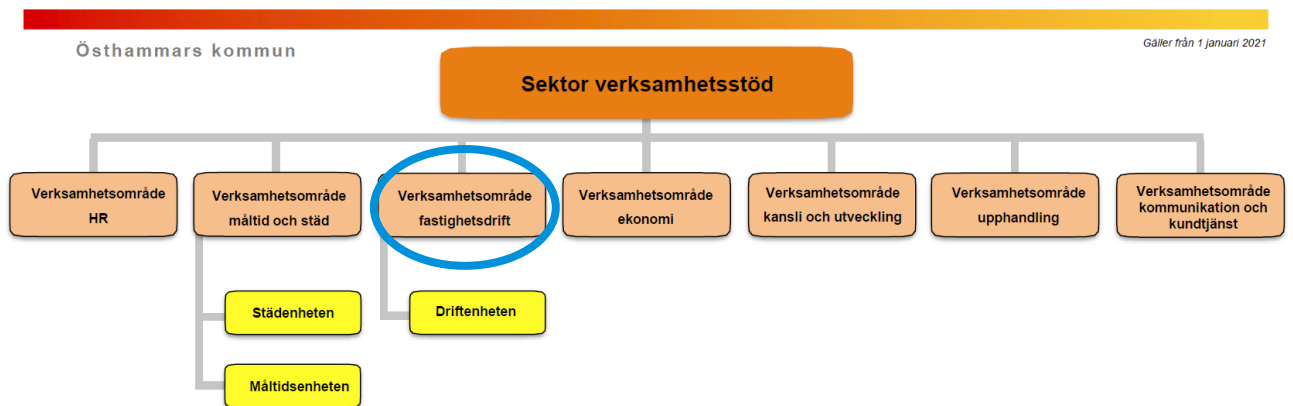 Östhammars kommun
Gäller från 1 januari 2021
Sektor verksamhetsstöd
Verksamhetsområde
HR
Verksamhetsområde
måltid och städ
Verksamhetsområde
fastighetsdrift
Verksamhetsområde
ekonomi
Verksamhetsområde
kansli och utveckling
Verksamhetsområde
upphandling
Verksamhetsområde
kommunikation och
kundtjänst
Städenheten
Driftenheten
Måltidsenheten